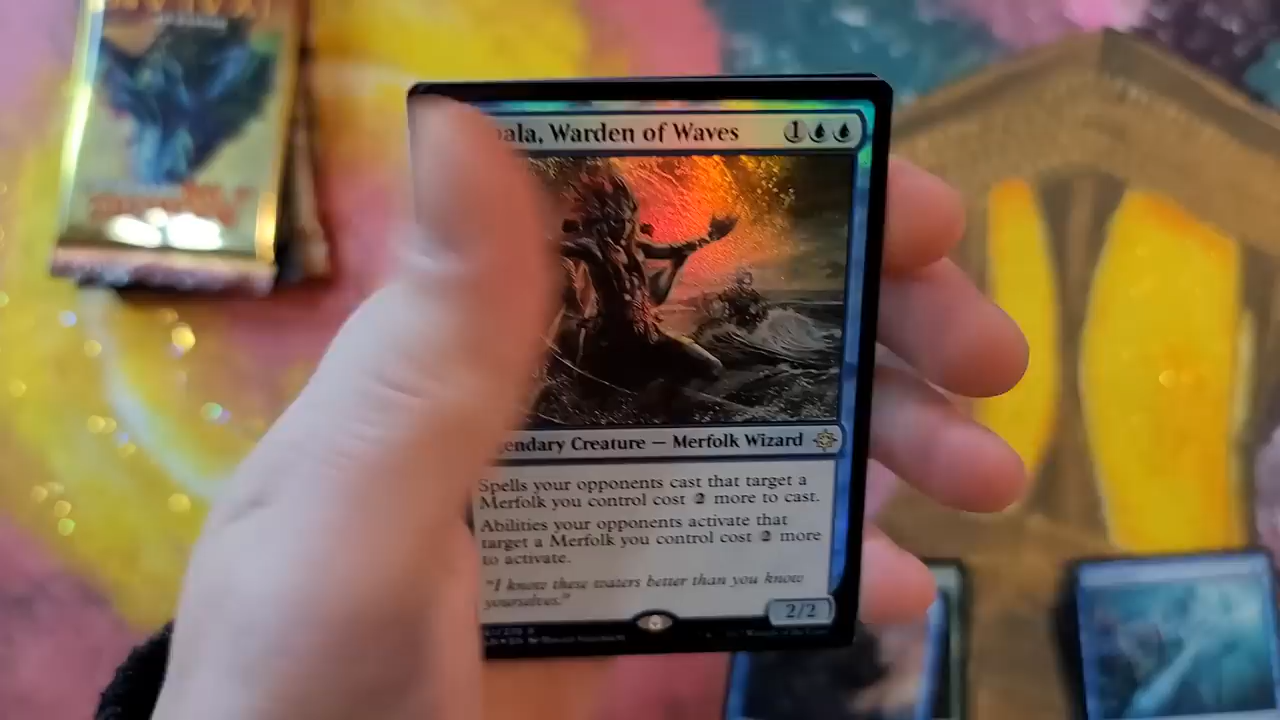 ala, Warden of Waves 1
endary Creature — Merfolk Wizard
Spells your opponents cast that target a
Merfolk you control cost 2 more to cast.
Abilities your opponents activate that
target a Merfolk you control cost 2 more
to activate.
"I know these waters better than you know
yourselves."
2/2